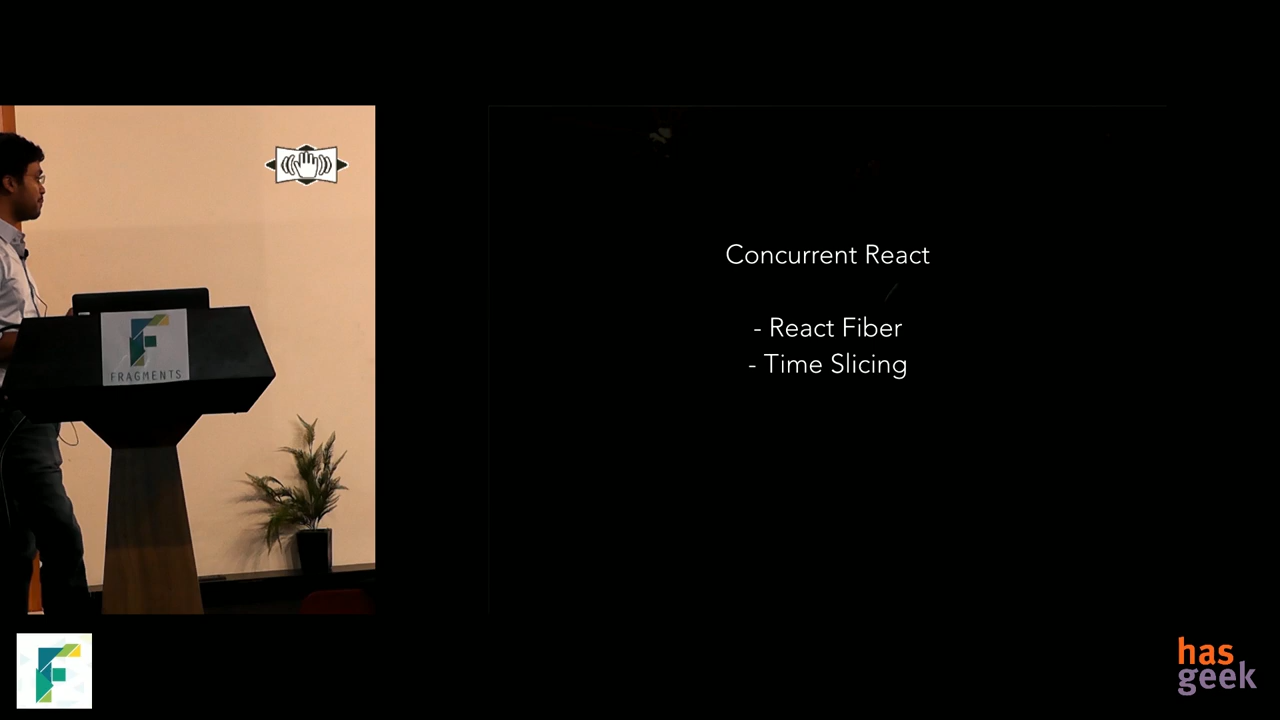 Concurrent React
- React Fiber
- Time Slicing
FRAGMENTS
has
geek